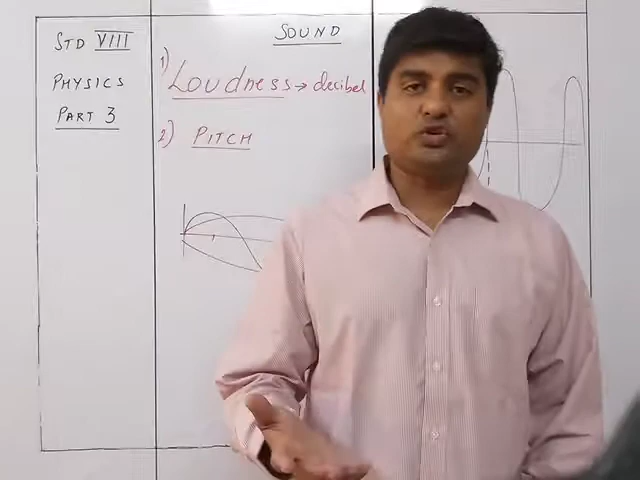 STD VIII
PHYSICS
PART 3
SOUND
1) Loudness → decibel
2) PITCH